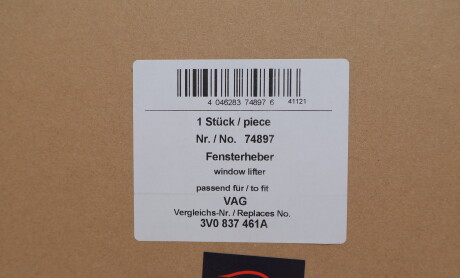 4 046283 74897 6 41121
1 Stück / piece
Nr. / No. 74897
Fensterheber
window lifter
passend für / to fit
VAG
Vergleichs-Nr. / Replaces No.
3V0 837 461A